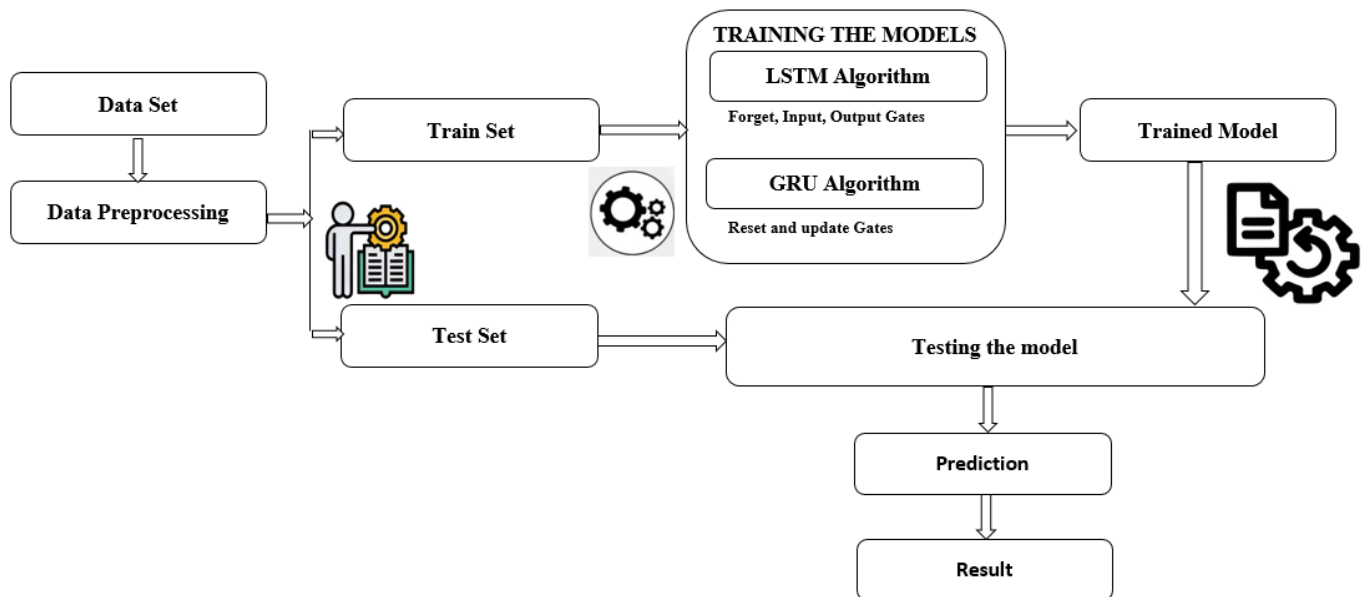 TRAINING THE MODELS
LSTM Algorithm
Forget, Input, Output Gates
GRU Algorithm
Reset and update Gates
Data Set
Data Preprocessing
Train Set
Test Set
Trained Model
Testing the model
Prediction
Result